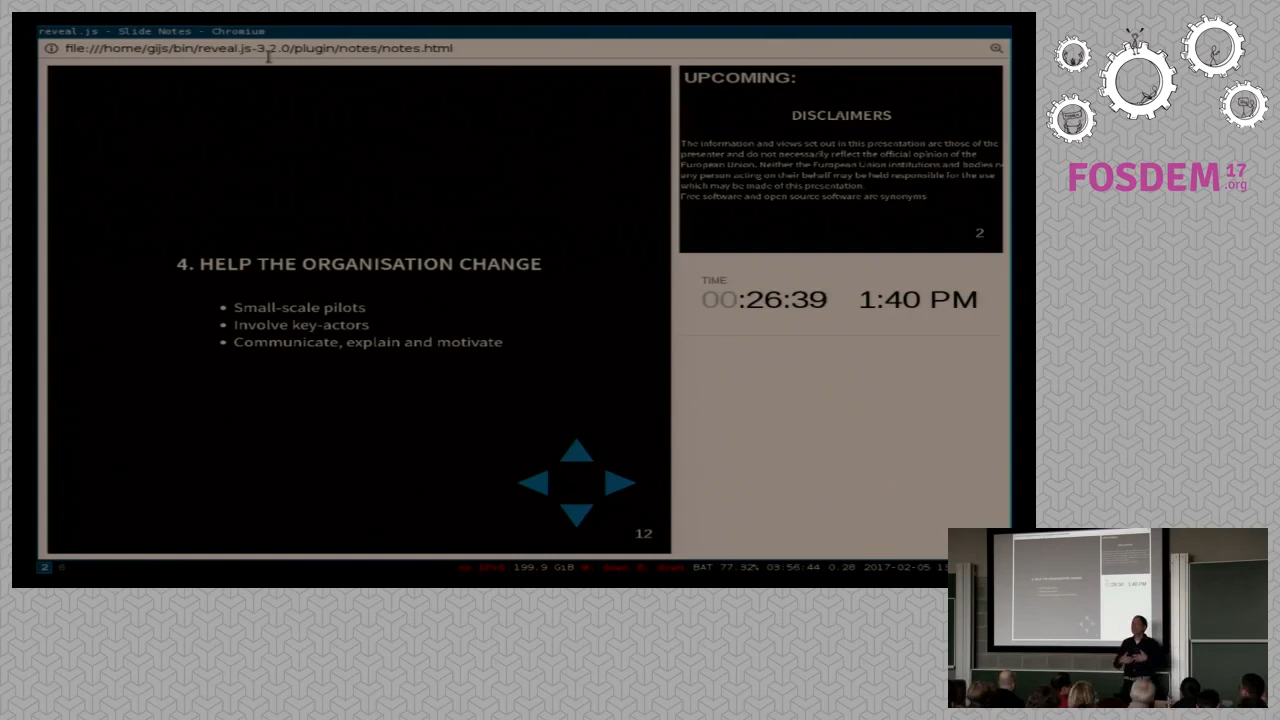 reveal.js - Slide Notes - Chromium
file:///home/gijs/bin/reveal.js-3.2.0/plugin/notes/notes.html
4. HELP THE ORGANISATION CHANGE
• Small-scale pilots
• Involve key-actors
• Communicate, explain and motivate
12
UPCOMING:
DISCLAIMERS
The information and views set out in this presentation are those of the
presenter and do not necessarily reflect the official opinion of the
European Union. Neither the European Union institutions and bodies
any person acting on their behalf may be held responsible for the use
which may be made of this presentation.
Free software and open source software are synonyms
2
TIME
00:26:39 1:40 PM
2 6
199.9 GiB W: down E: down BAT 77.32% 03:56:44 0.28 2017-02-05
FOSDEM 17
.org